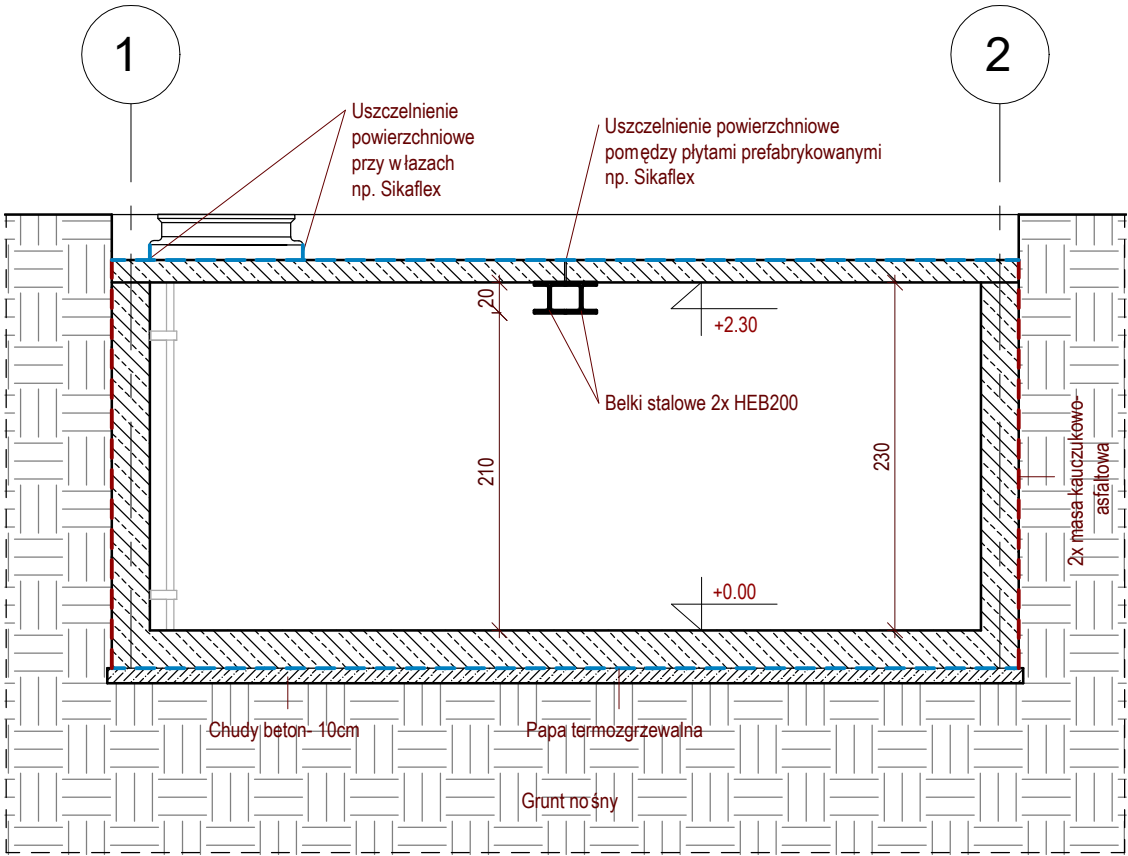 1
2
Uszczelnienie
powierzchniowe
przy włazach
np. Sikaflex
Uszczelnienie powierzchniowe
pomędzy płytami prefabrykowanymi
np. Sikaflex
20
+2.30
Belki stalowe 2x HEB200
210
230
2x masa kauczukowo-
asfaltowa
+0.00
Chudy beton- 10cm
Papa termozgrzewalna
Grunt nośny